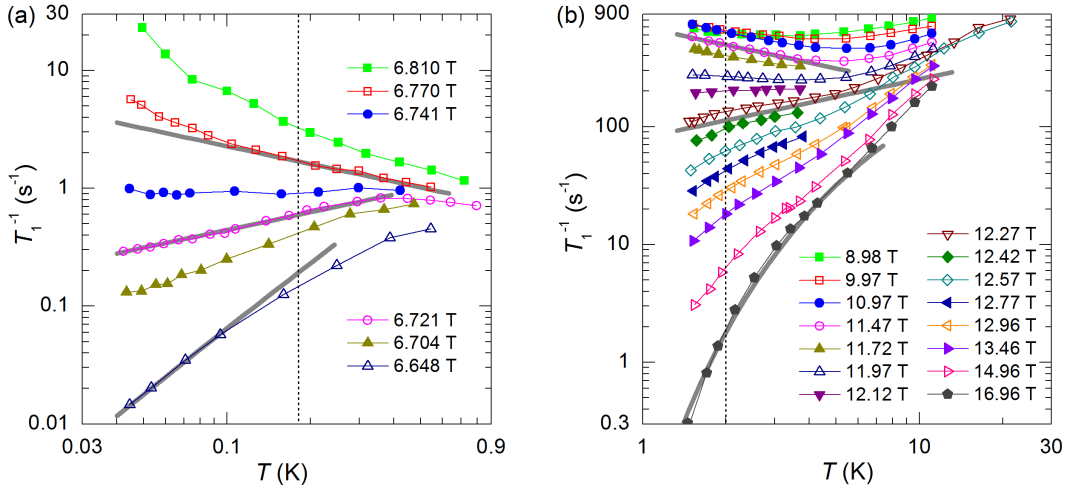 (a)
30
10
1
0.1
0.01
T₁⁻¹ (s⁻¹)
6.810 T
6.770 T
6.741 T
6.721 T
6.704 T
6.648 T
0.03
0.1
0.9
T (K)
(b)
900
100
10
1
0.3
T₁⁻¹ (s⁻¹)
8.98 T
9.97 T
10.97 T
11.47 T
11.72 T
11.97 T
12.12 T
12.27 T
12.42 T
12.57 T
12.77 T
12.96 T
13.46 T
14.96 T
16.96 T
1
10
30
T (K)